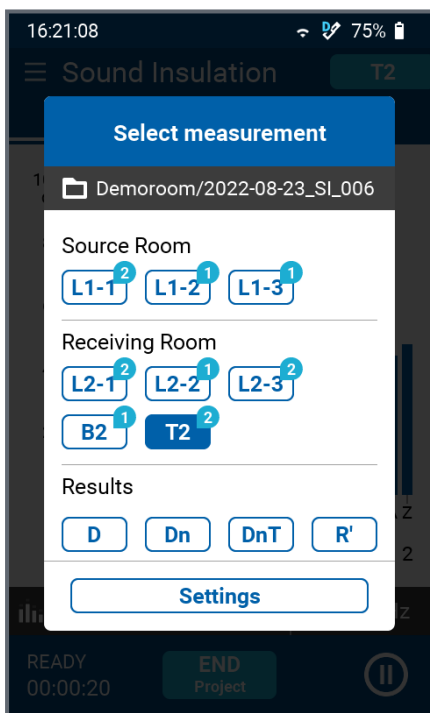 16:21:08 75%
Sound Insulation T2
Select measurement
Demoroom/2022-08-23_SI_006
Source Room
L1-1 2 L1-2 1 L1-3 1
Receiving Room
L2-1 2 L2-2 1 L2-3 2
B2 1 T2 2
Results
D Dn DnT R'
Z
2
Settings
READY
00:00:20
END
Project